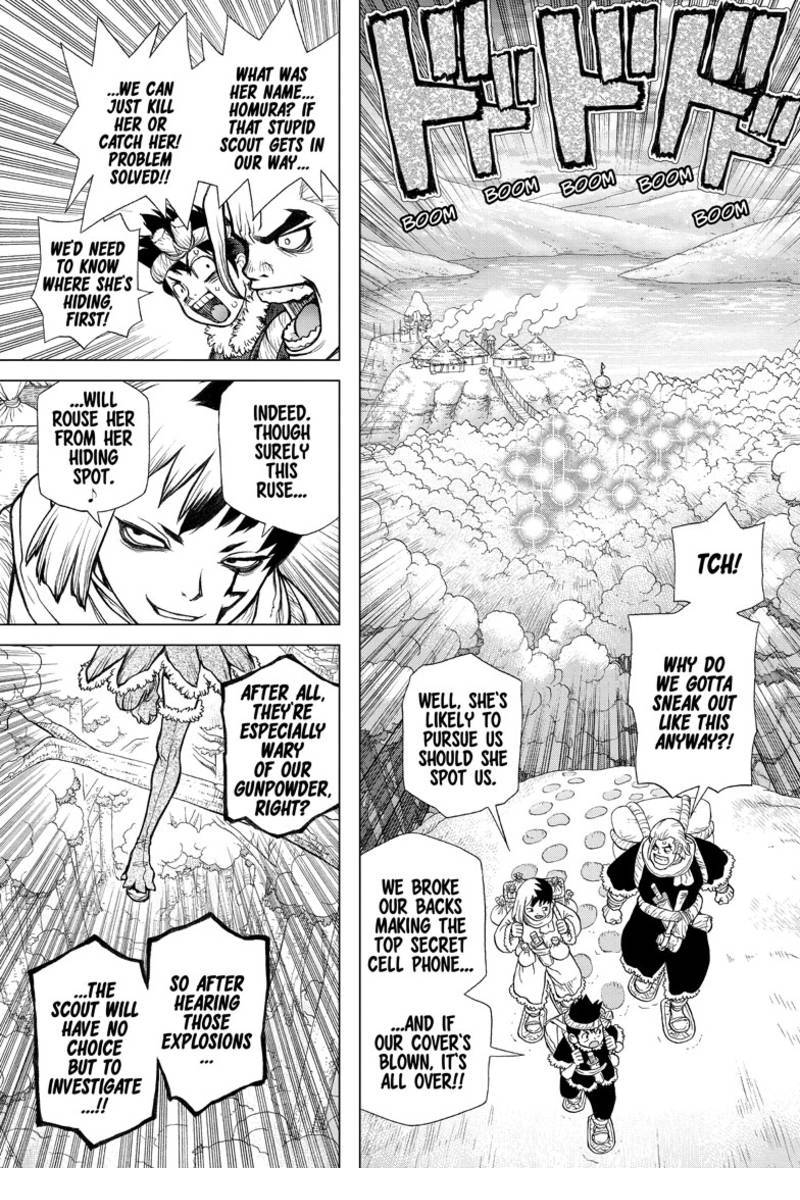 ドドドド
BOOM
BOOM
BOOM
BOOM
BOOM
TCH!
WHY DO
WE GOTTA
SNEAK OUT
LIKE THIS
ANYWAY?!
WELL, SHE'S
LIKELY TO
PURSUE US
SHOULD SHE
SPOT US.
WE BROKE
OUR BACKS
MAKING THE
TOP SECRET
CELL PHONE...
...AND IF
OUR COVER'S
BLOWN, IT'S
ALL OVER!!
WHAT WAS
HER NAME...
HOMURA? IF
THAT STUPID
SCOUT GETS IN
OUR WAY...
...WE CAN
JUST KILL
HER OR
CATCH HER!
PROBLEM
SOLVED!!
WE'D NEED
TO KNOW
WHERE SHE'S
HIDING,
FIRST!
INDEED.
THOUGH
SURELY
THIS
RUSE...
...WILL
ROUSE HER
FROM HER
HIDING
SPOT.
♪
AFTER ALL,
THEY'RE
ESPECIALLY
WARY
OF OUR
GUNPOWDER,
RIGHT?
SO AFTER
HEARING
THOSE
EXPLOSIONS
...
...THE
SCOUT WILL
HAVE NO
CHOICE
BUT TO
INVESTIGATE
...!!